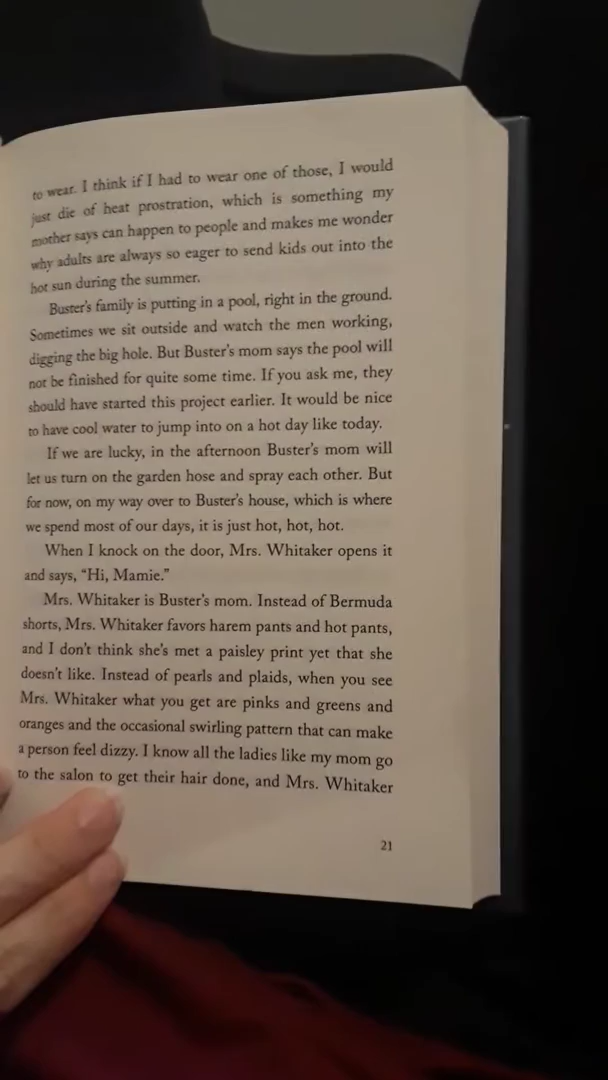 to wear. I think if I had to wear one of those, I would
just die of heat prostration, which is something my
mother says can happen to people and makes me wonder
why adults are always so eager to send kids out into the
hot sun during the summer.
Buster's family is putting in a pool, right in the ground.
Sometimes we sit outside and watch the men working,
digging the big hole. But Buster's mom says the pool will
not be finished for quite some time. If you ask me, they
should have started this project earlier. It would be nice
to have cool water to jump into on a hot day like today.
If we are lucky, in the afternoon Buster's mom will
let us turn on the garden hose and spray each other. But
for now, on my way over to Buster's house, which is where
we spend most of our days, it is just hot, hot, hot.
When I knock on the door, Mrs. Whitaker opens it
and says, “Hi, Mamie.”
Mrs. Whitaker is Buster's mom. Instead of Bermuda
shorts, Mrs. Whitaker favors harem pants and hot pants,
and I don't think she's met a paisley print yet that she
doesn't like. Instead of pearls and plaids, when you see
Mrs. Whitaker what you get are pinks and greens and
oranges and the occasional swirling pattern that can make
a person feel dizzy. I know all the ladies like my mom go
to the salon to get their hair done, and Mrs. Whitaker
21